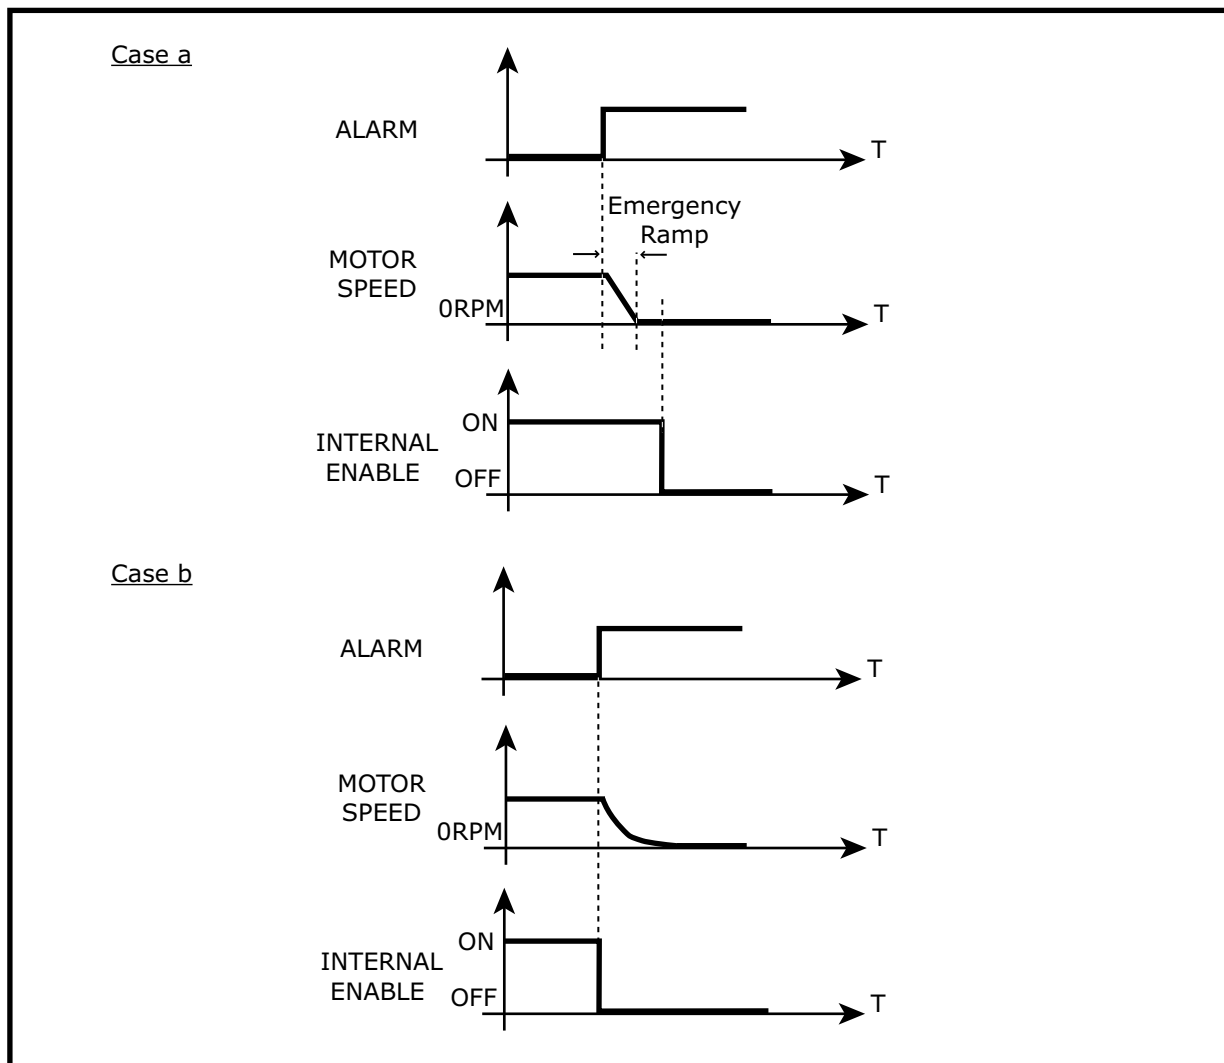 Case a
ALARM
T
Emergency
Ramp
MOTOR
SPEED
0RPM
T
INTERNAL
ENABLE
ON
OFF
T
Case b
ALARM
T
MOTOR
SPEED
0RPM
T
INTERNAL
ENABLE
ON
OFF
T